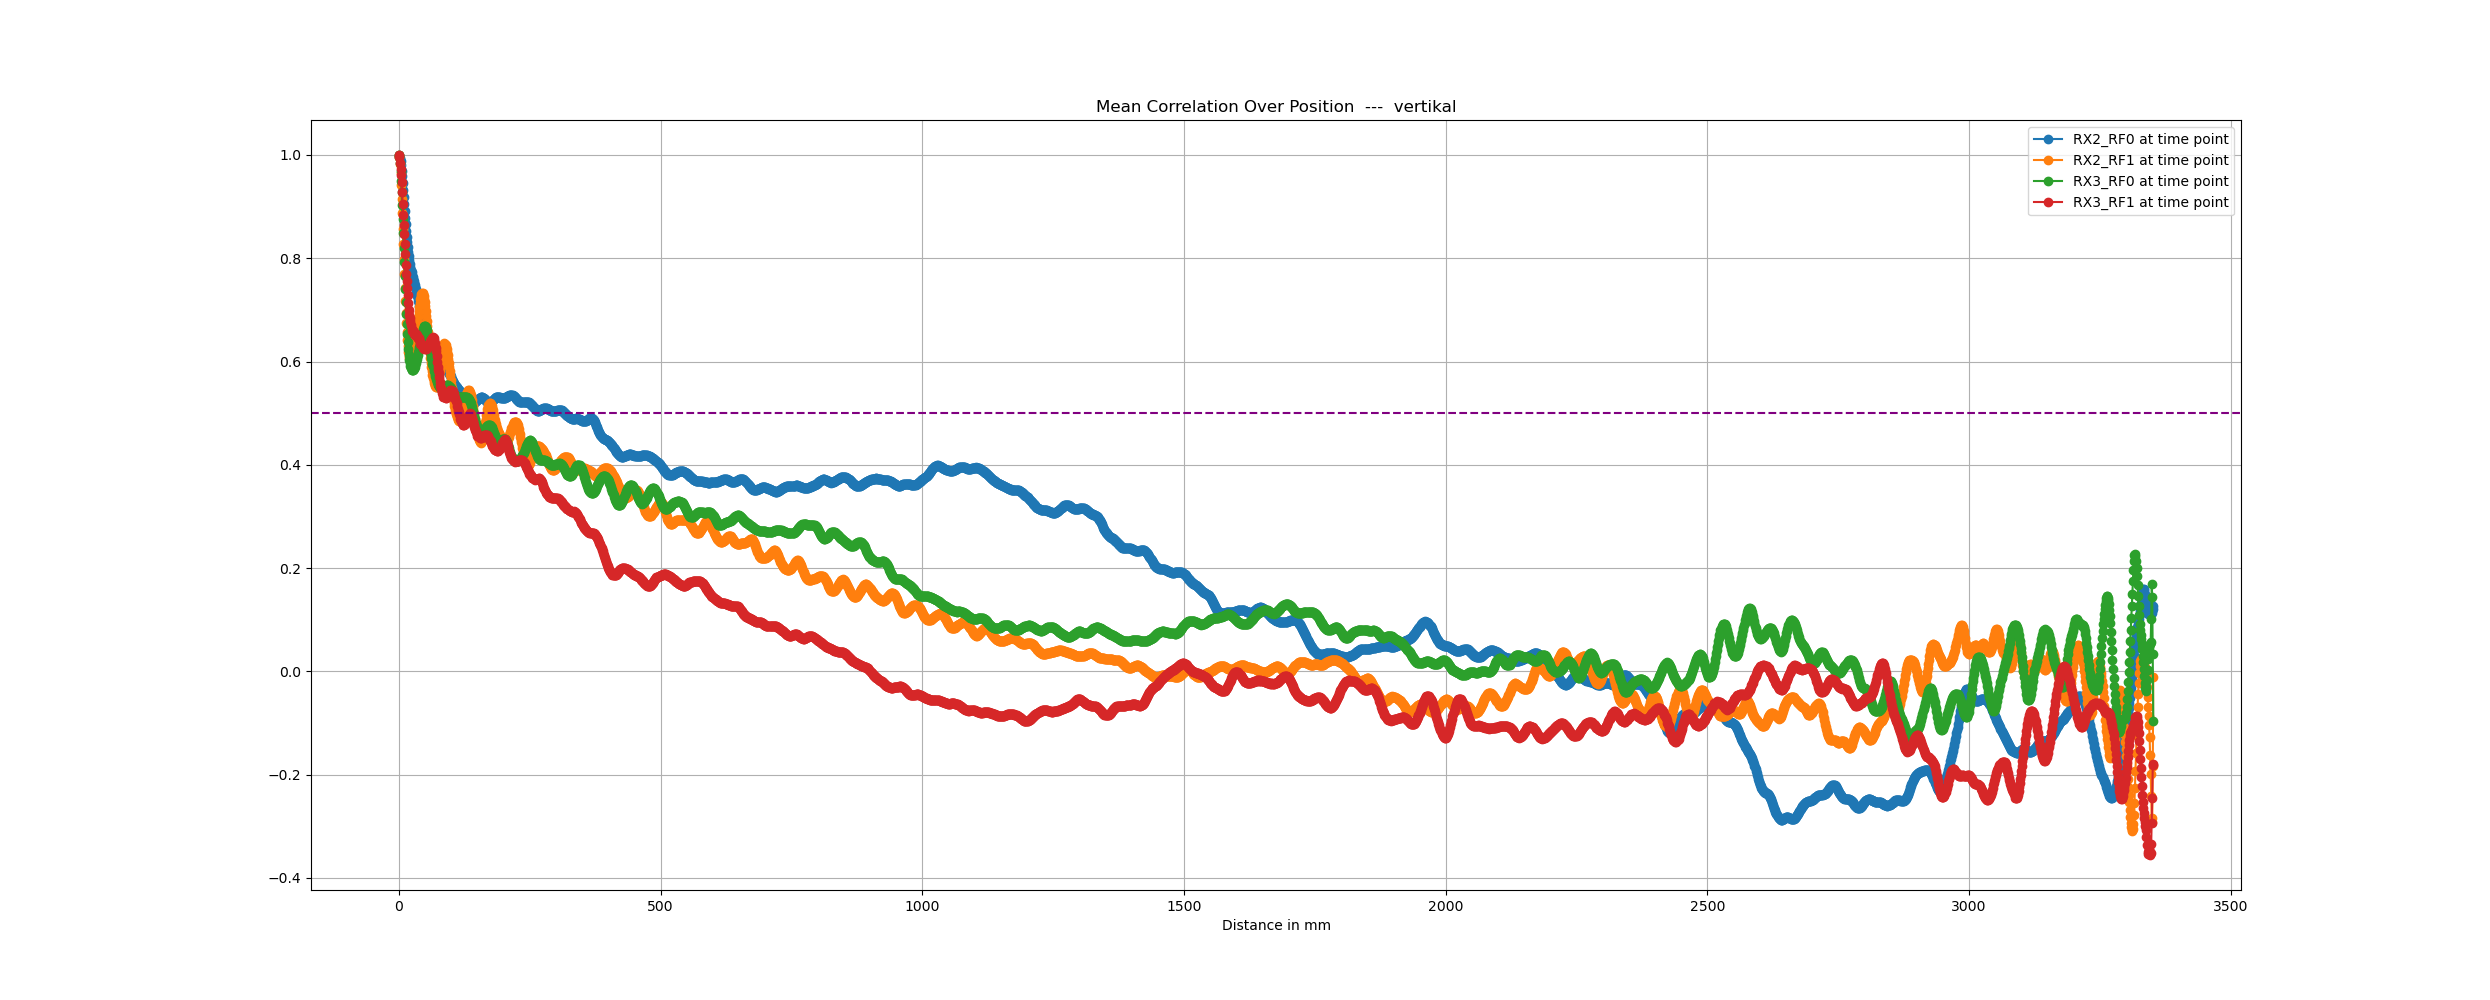 Mean Correlation Over Position  ---  vertikal
RX2_RF0 at time point
RX2_RF1 at time point
RX3_RF0 at time point
RX3_RF1 at time point
1.0
0.8
0.6
0.4
0.2
0.0
−0.2
−0.4
0 500 1000 1500 2000 2500 3000 3500
Distance in mm